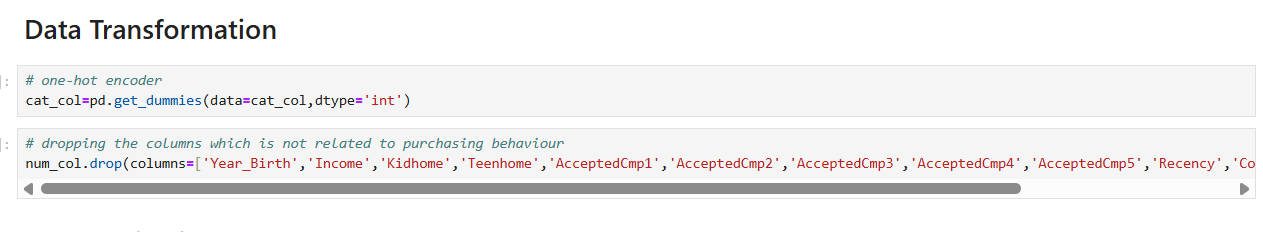 Data Transformation
# one-hot encoder
cat_col=pd.get_dummies(data=cat_col,dtype='int')
# dropping the columns which is not related to purchasing behaviour
num_col.drop(columns=['Year_Birth','Income','Kidhome','Teenhome','AcceptedCmp1','AcceptedCmp2','AcceptedCmp3','AcceptedCmp4','AcceptedCmp5','Recency','Co